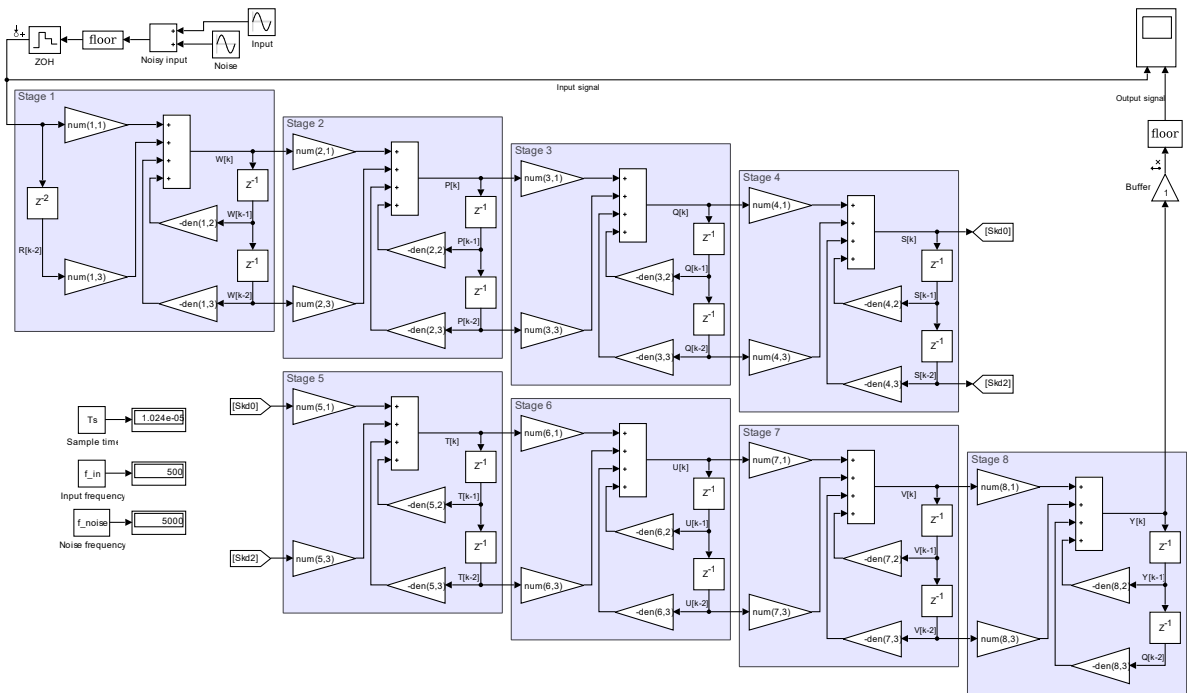 Input
floor
ZOH
Noisy input
Noise
Input signal
Output signal
floor
Buffer
1
Stage 1
num(1,1)
+
+
+
+
W[k]
z-1
z-2
-den(1,2)
W[k-1]
R[k-2]
z-1
num(1,3)
-den(1,3)
W[k-2]
Stage 2
num(2,1)
+
+
+
+
P[k]
z-1
-den(2,2)
P[k-1]
z-1
num(2,3)
-den(2,3)
P[k-2]
Stage 3
num(3,1)
+
+
+
+
Q[k]
z-1
-den(3,2)
Q[k-1]
z-1
num(3,3)
-den(3,3)
Q[k-2]
Stage 4
num(4,1)
+
+
+
+
S[k]
[Skd0]
z-1
-den(4,2)
S[k-1]
z-1
num(4,3)
-den(4,3)
S[k-2]
[Skd2]
Ts
1.024e-05
Sample time
f_in
500
Input frequency
f_noise
5000
Noise frequency
Stage 5
[Skd0]
num(5,1)
+
+
+
+
T[k]
z-1
-den(5,2)
T[k-1]
z-1
[Skd2]
num(5,3)
-den(5,3)
T[k-2]
Stage 6
num(6,1)
+
+
+
+
U[k]
z-1
-den(6,2)
U[k-1]
z-1
num(6,3)
-den(6,3)
U[k-2]
Stage 7
num(7,1)
+
+
+
+
V[k]
z-1
-den(7,2)
V[k-1]
z-1
num(7,3)
-den(7,3)
V[k-2]
Stage 8
num(8,1)
+
+
+
+
Y[k]
z-1
-den(8,2)
Y[k-1]
z-1
num(8,3)
-den(8,3)
Q[k-2]